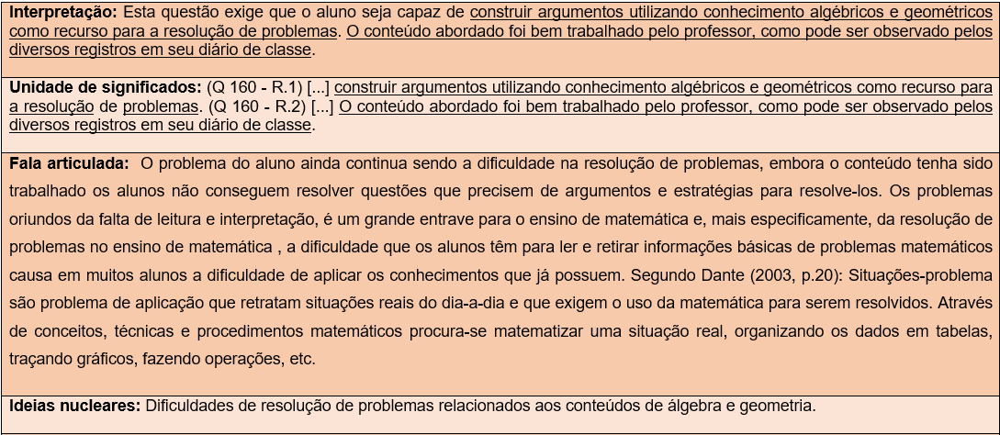 Interpretação: Esta questão exige que o aluno seja capaz de construir argumentos utilizando conhecimento algébricos e geométricos
como recurso para a resolução de problemas. O conteúdo abordado foi bem trabalhado pelo professor, como pode ser observado pelos
diversos registros em seu diário de classe.
Unidade de significados: (Q 160 - R.1) [...] construir argumentos utilizando conhecimento algébricos e geométricos como recurso para
a resolução de problemas. (Q 160 - R.2) [...] O conteúdo abordado foi bem trabalhado pelo professor, como pode ser observado pelos
diversos registros em seu diário de classe.
Fala articulada: O problema do aluno ainda continua sendo a dificuldade na resolução de problemas, embora o conteúdo tenha sido
trabalhado os alunos não conseguem resolver questões que precisem de argumentos e estratégias para resolve-los. Os problemas
oriundos da falta de leitura e interpretação, é um grande entrave para o ensino de matemática e, mais especificamente, da resolução de
problemas no ensino de matemática , a dificuldade que os alunos têm para ler e retirar informações básicas de problemas matemáticos
causa em muitos alunos a dificuldade de aplicar os conhecimentos que já possuem. Segundo Dante (2003, p.20): Situações-problema
são problema de aplicação que retratam situações reais do dia-a-dia e que exigem o uso da matemática para serem resolvidos. Através
de conceitos, técnicas e procedimentos matemáticos procura-se matematizar uma situação real, organizando os dados em tabelas,
traçando gráficos, fazendo operações, etc.
Ideias nucleares: Dificuldades de resolução de problemas relacionados aos conteúdos de álgebra e geometria.